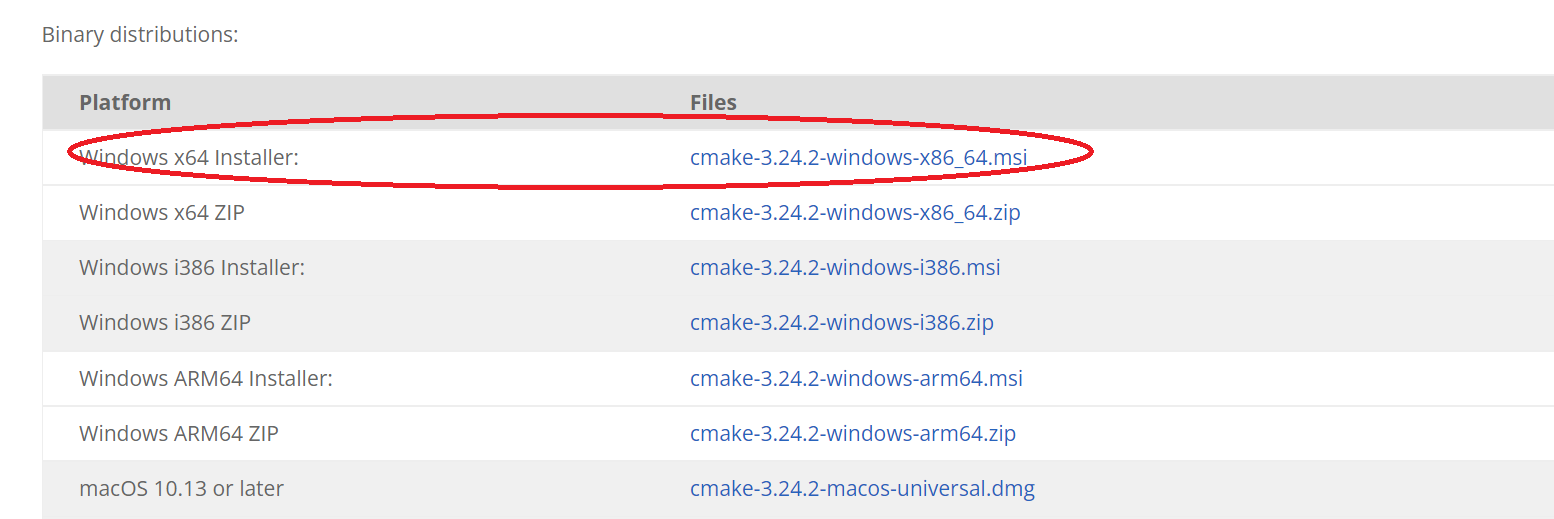 Binary distributions:
Platform Files
Windows x64 Installer: cmake-3.24.2-windows-x86_64.msi
Windows x64 ZIP cmake-3.24.2-windows-x86_64.zip
Windows i386 Installer: cmake-3.24.2-windows-i386.msi
Windows i386 ZIP cmake-3.24.2-windows-i386.zip
Windows ARM64 Installer: cmake-3.24.2-windows-arm64.msi
Windows ARM64 ZIP cmake-3.24.2-windows-arm64.zip
macOS 10.13 or later cmake-3.24.2-macos-universal.dmg